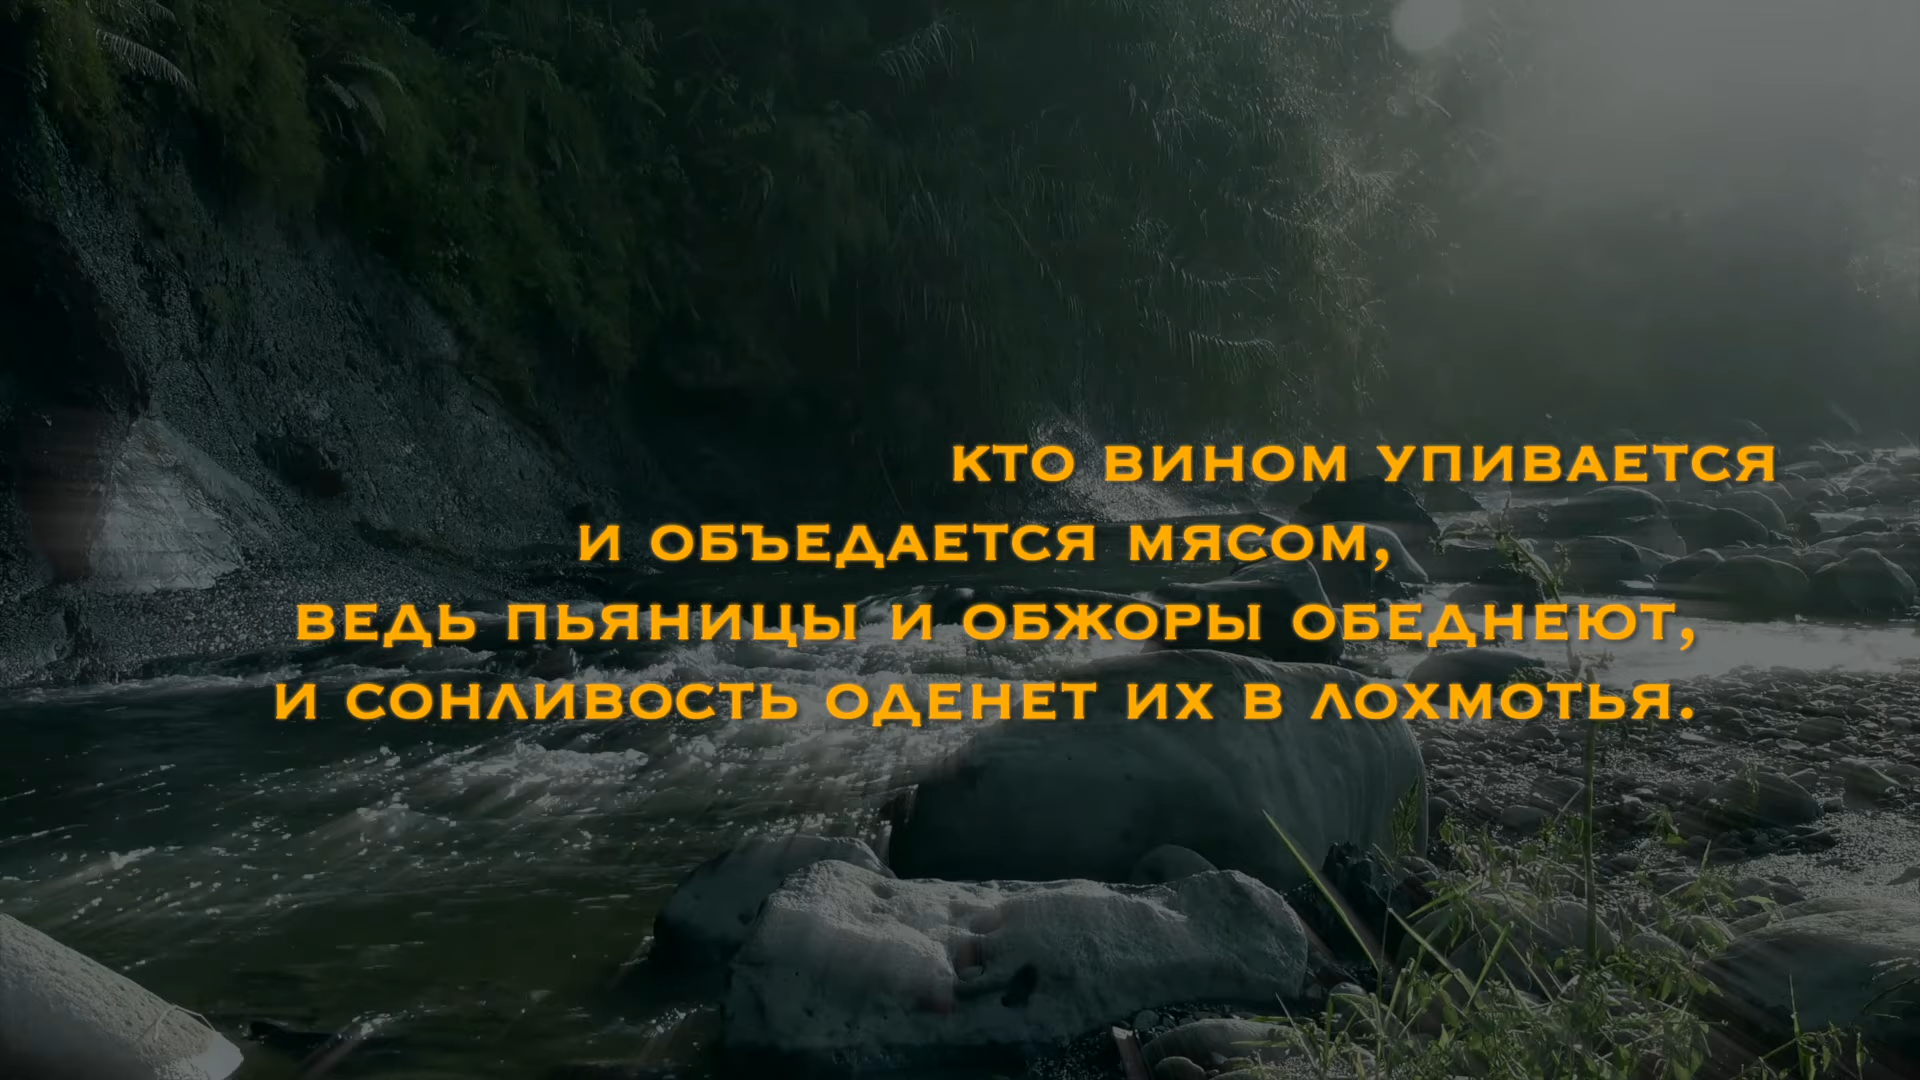 КТО ВИНОМ УПИВАЕТСЯ
И ОБЪЕДАЕТСЯ МЯСОМ,
ВЕДЬ ПЬЯНИЦЫ И ОБЖОРЫ ОБЕДНЕЮТ,
И СОНЛИВОСТЬ ОДЕНЕТ ИХ В ЛОХМОТЬЯ.